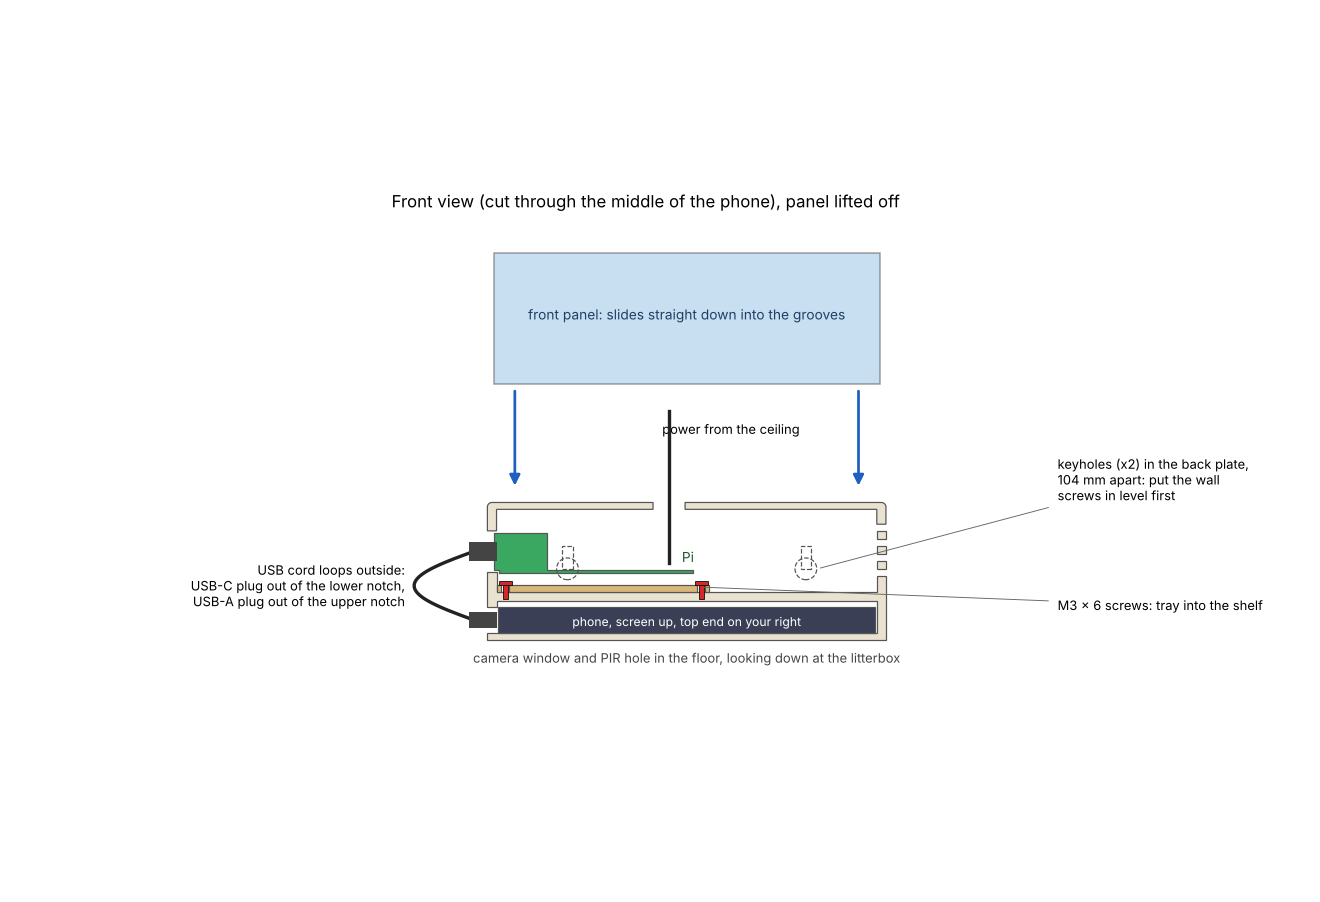 Front view (cut through the middle of the phone), panel lifted off
front panel: slides straight down into the grooves
power from the ceiling
keyholes (x2) in the back plate,
104 mm apart: put the wall
screws in level first
Pi
USB cord loops outside:
USB-C plug out of the lower notch,
USB-A plug out of the upper notch
M3 × 6 screws: tray into the shelf
phone, screen up, top end on your right
camera window and PIR hole in the floor, looking down at the litterbox